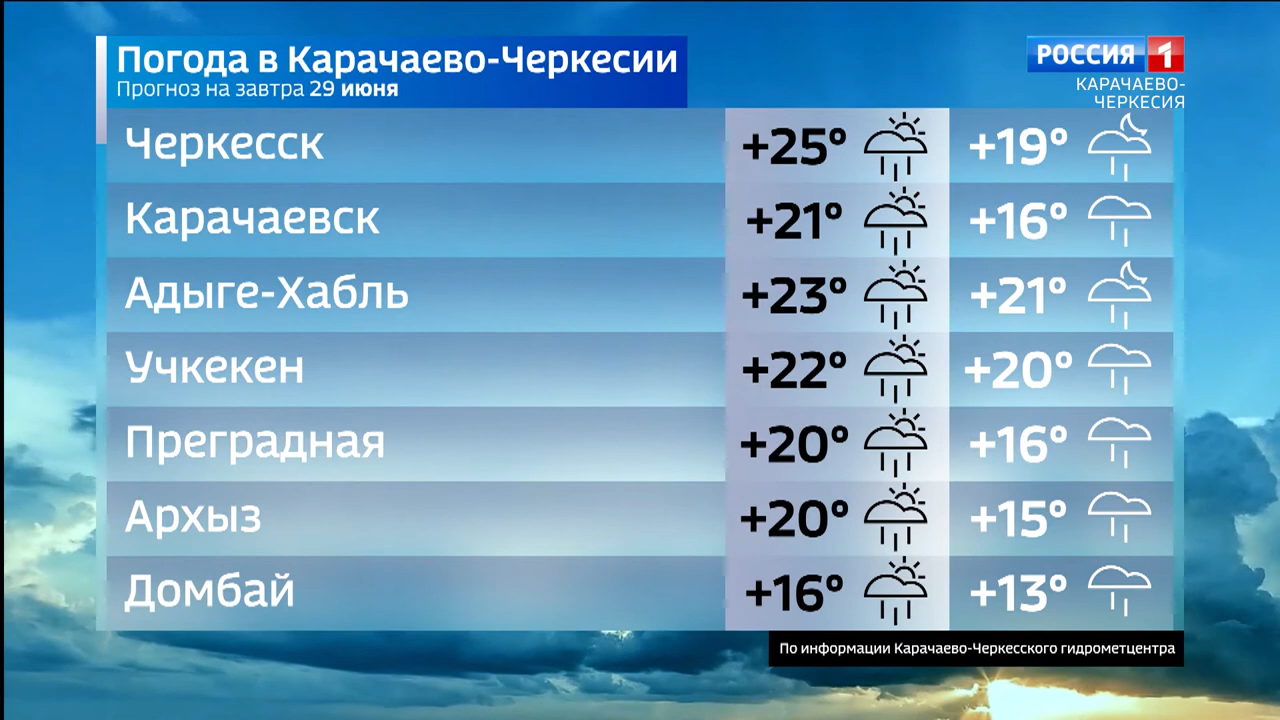 Погода в Карачаево-Черкесии
Прогноз на завтра 29 июня
РОССИЯ 1
КАРАЧАЕВО-
ЧЕРКЕСИЯ
Черкесск +25° +19°
Карачаевск +21° +16°
Адыге-Хабль +23° +21°
Учкекен +22° +20°
Преградная +20° +16°
Архыз +20° +15°
Домбай +16° +13°
По информации Карачаево-Черкесского гидрометцентра